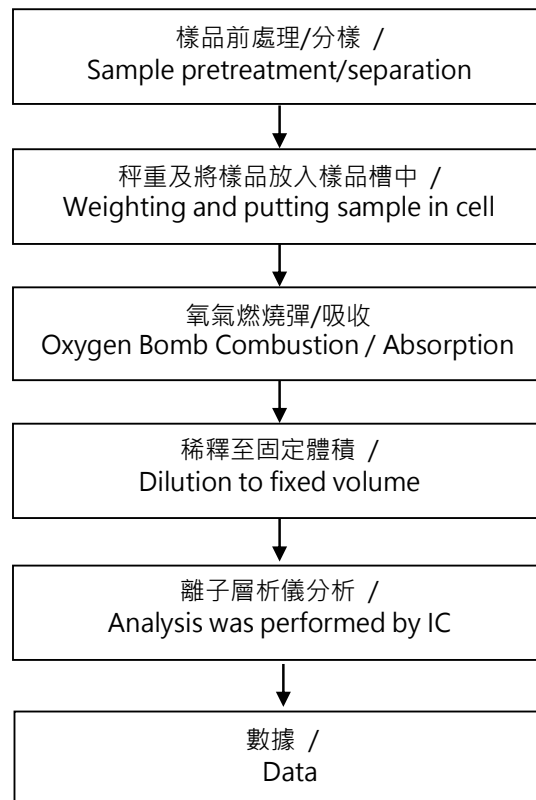 樣品前處理/分樣 /
Sample pretreatment/separation
秤重及將樣品放入樣品槽中 /
Weighting and putting sample in cell
氧氣燃燒彈/吸收
Oxygen Bomb Combustion / Absorption
稀釋至固定體積 /
Dilution to fixed volume
離子層析儀分析 /
Analysis was performed by IC
數據 /
Data